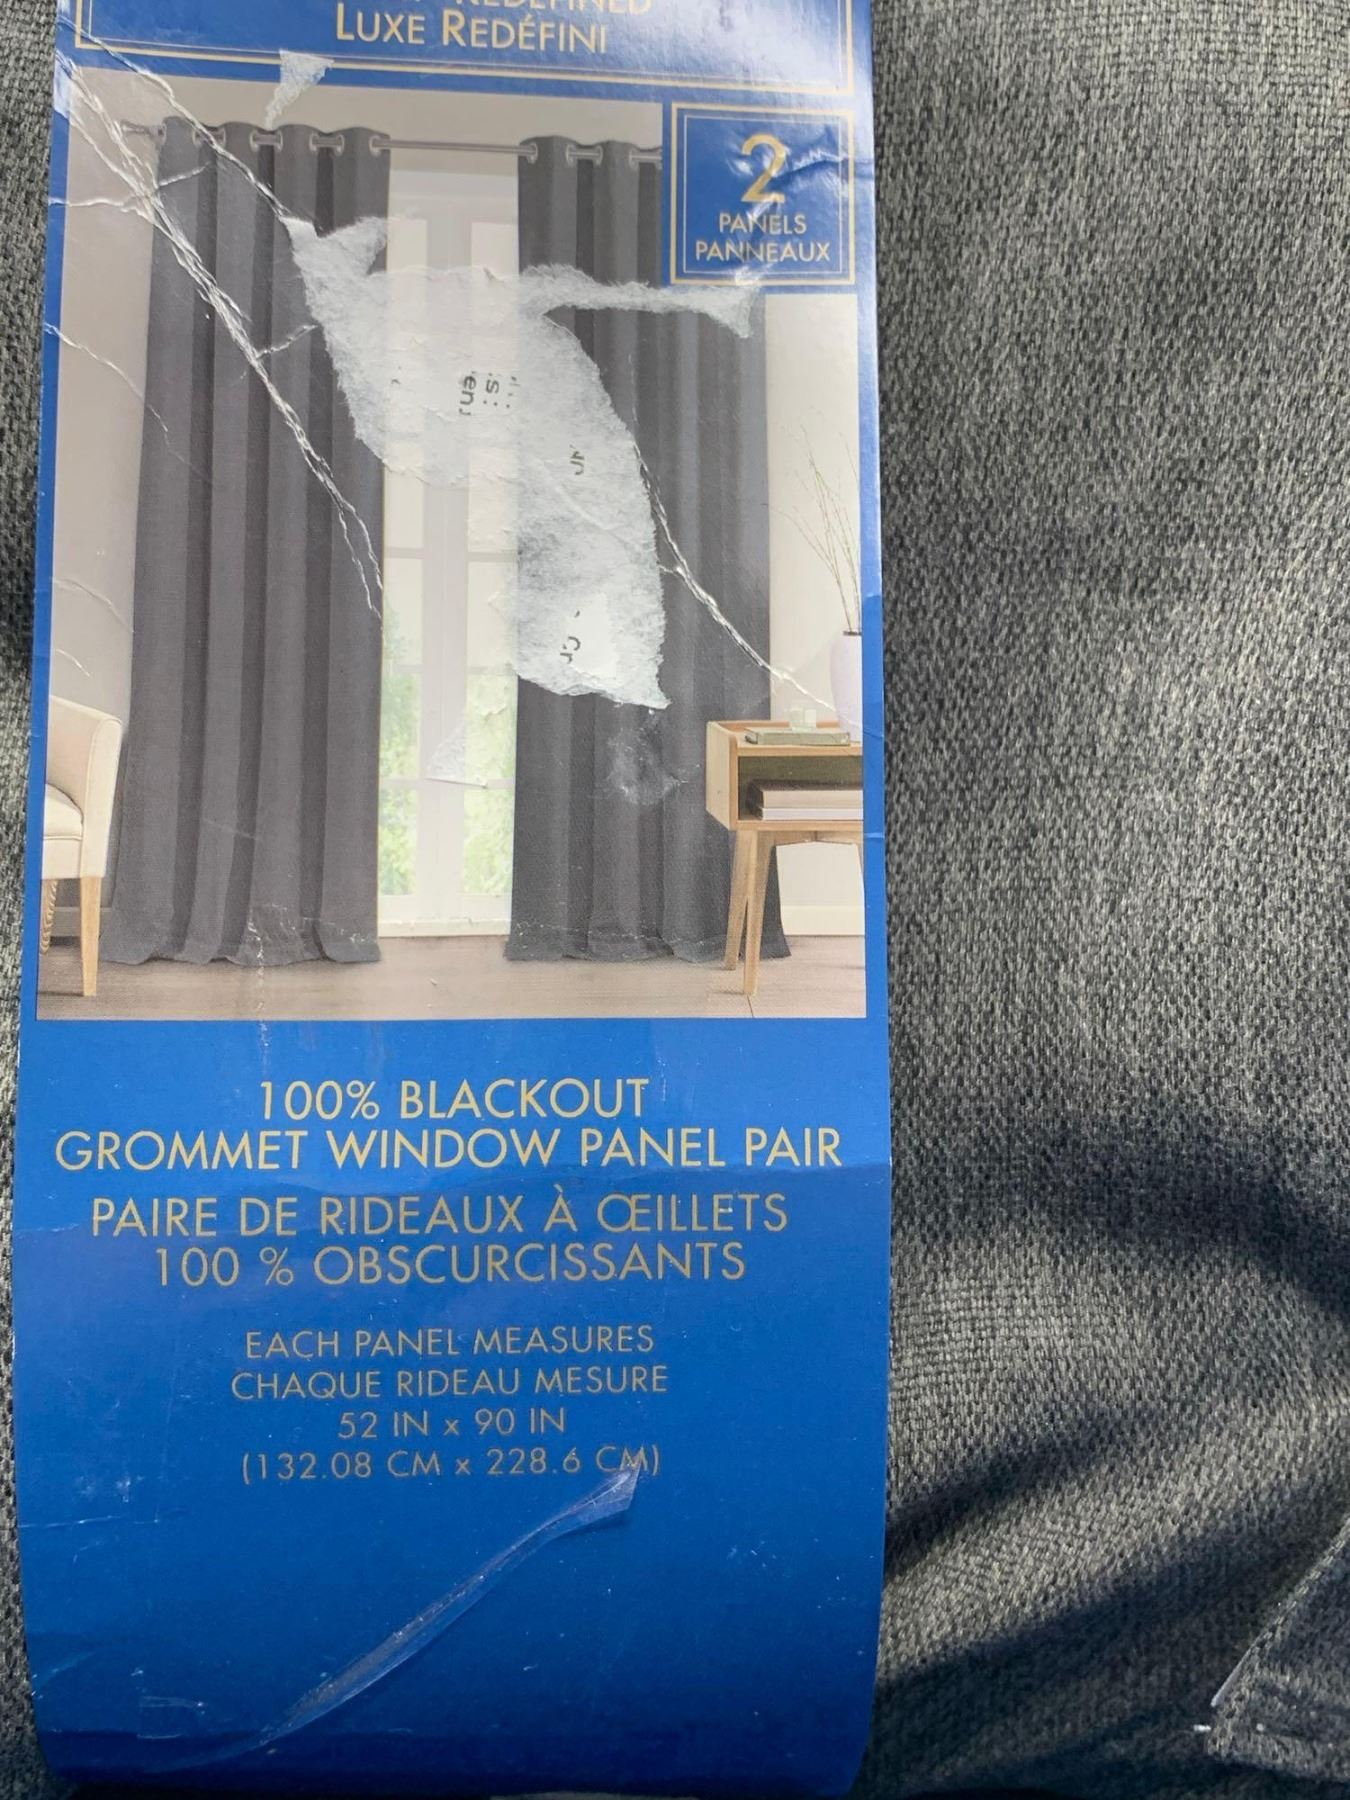 REDEFINED
LUXE REDÉFINI
2
PANELS
PANNEAUX
100% BLACKOUT
GROMMET WINDOW PANEL PAIR
PAIRE DE RIDEAUX À ŒILLETS
100 % OBSCURCISSANTS
EACH PANEL MEASURES
CHAQUE RIDEAU MESURE
52 IN x 90 IN
(132.08 CM x 228.6 CM)